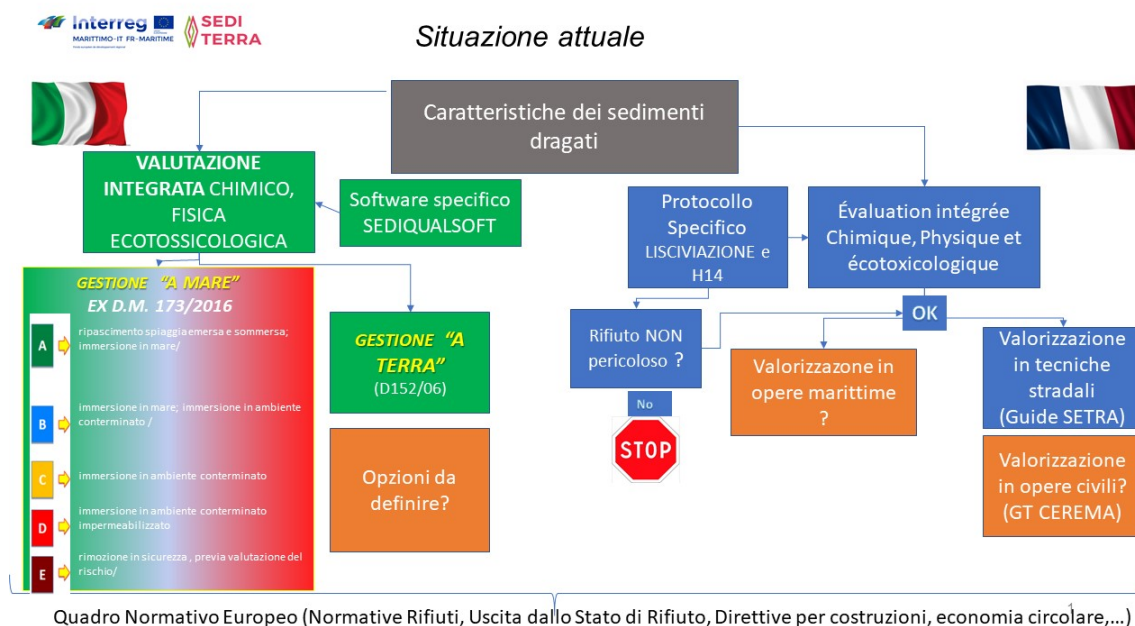 Interreg
MARITTIMO-IT FR-MARITIME
SEDI
TERRA
Situazione attuale
Caratteristiche dei sedimenti
dragati
VALUTAZIONE
INTEGRATA CHIMICO,
FISICA
ECOTOSSICOLOGICA
Software specifico
SEDIQUALSOFT
Protocollo
Specifico
LISCIVIAZIONE e
H14
Évaluation intégrée
Chimique, Physique et
écotoxicologique
GESTIONE "A MARE"
EX D.M. 173/2016
A
ripascimento spiaggia emersa e sommersa;
immersione in mare/
B
immersione in mare; immersione in ambiente
conterminato /
C
immersione in ambiente conterminato
D
immersione in ambiente conterminato
impermeabilizzato
E
rimozione in sicurezza , previa valutazione del
rischio/
GESTIONE "A
TERRA"
(D152/06)
Opzioni da
definire?
Rifiuto NON
pericoloso ?
No
STOP
OK
Valorizzazone in
opere marittime
?
Valorizzazione
in tecniche
stradali
(Guide SETRA)
Valorizzazione
in opere civili?
(GT CEREMA)
1
Quadro Normativo Europeo (Normative Rifiuti, Uscita dallo Stato di Rifiuto, Direttive per costruzioni, economia circolare,...)